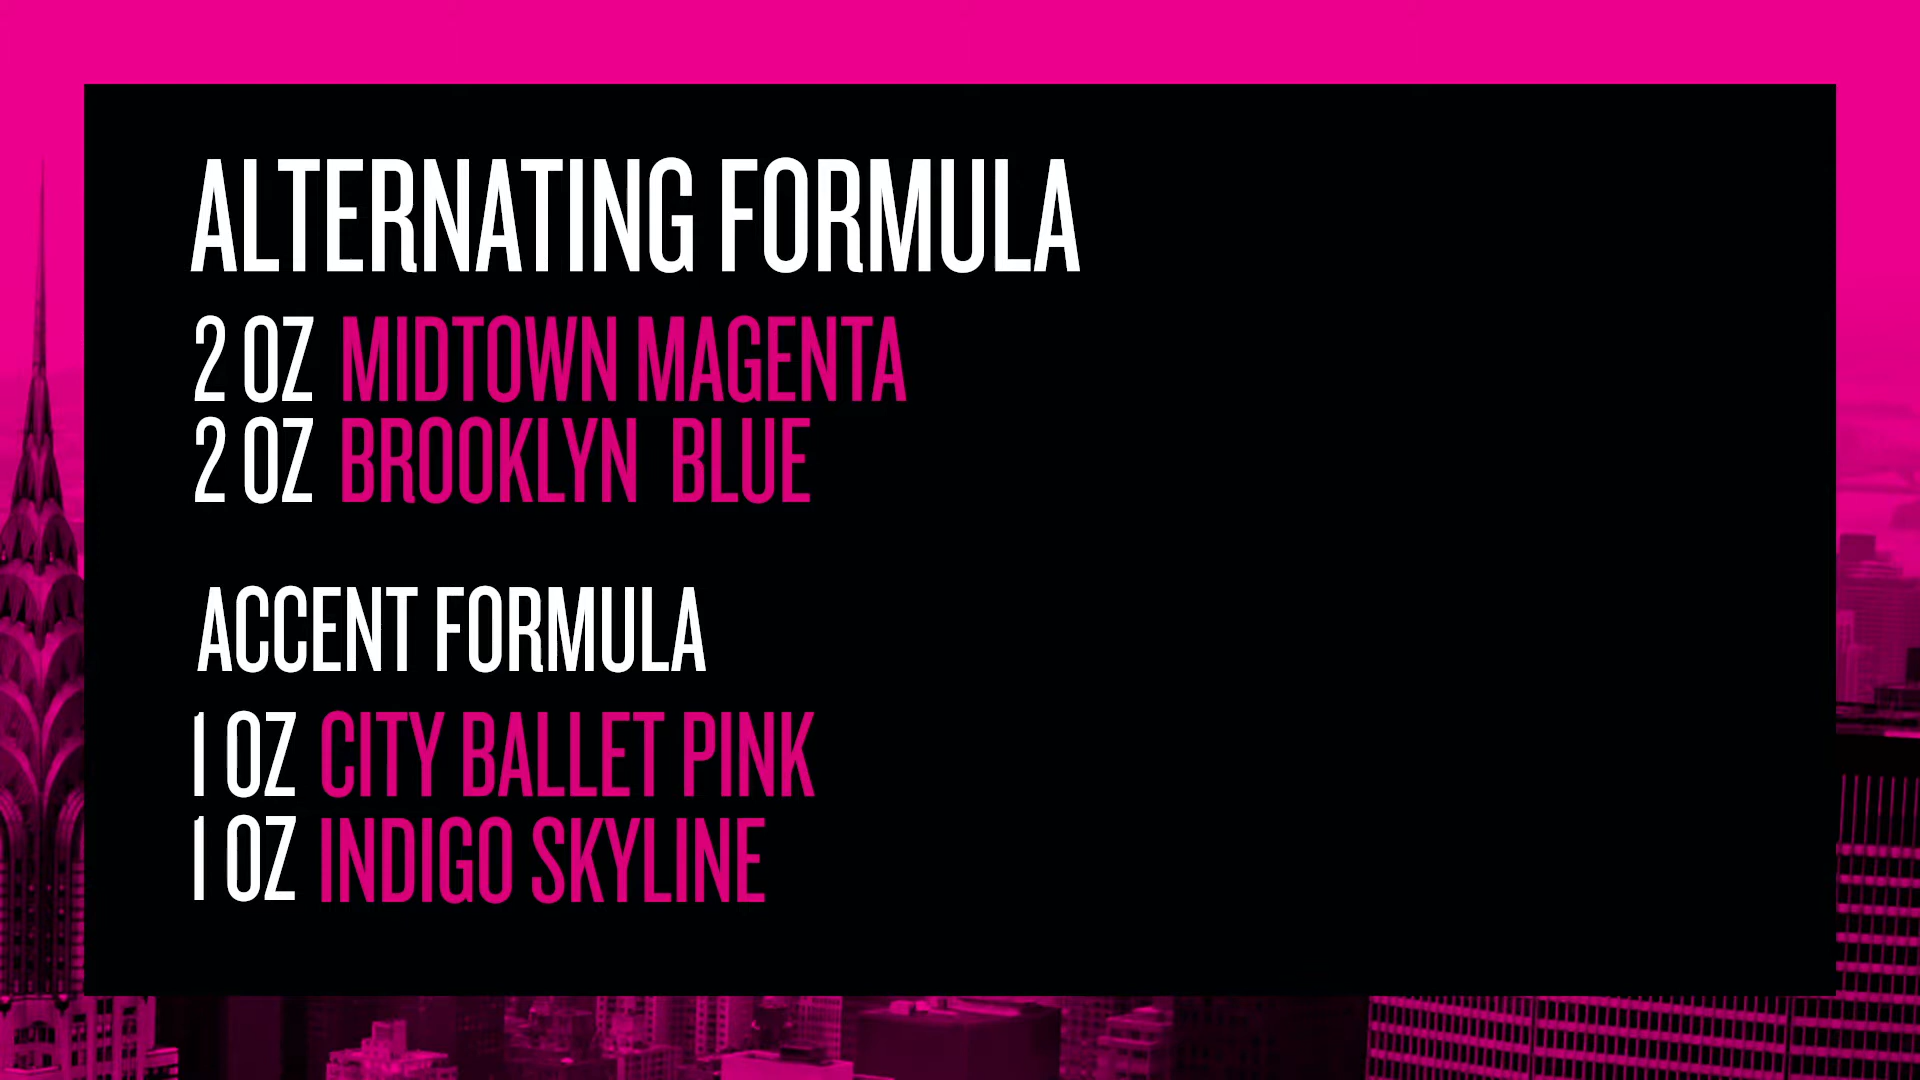 ALTERNATING FORMULA
2 OZ MIDTOWN MAGENTA
2 OZ BROOKLYN BLUE
ACCENT FORMULA
1 OZ CITY BALLET PINK
1 OZ INDIGO SKYLINE